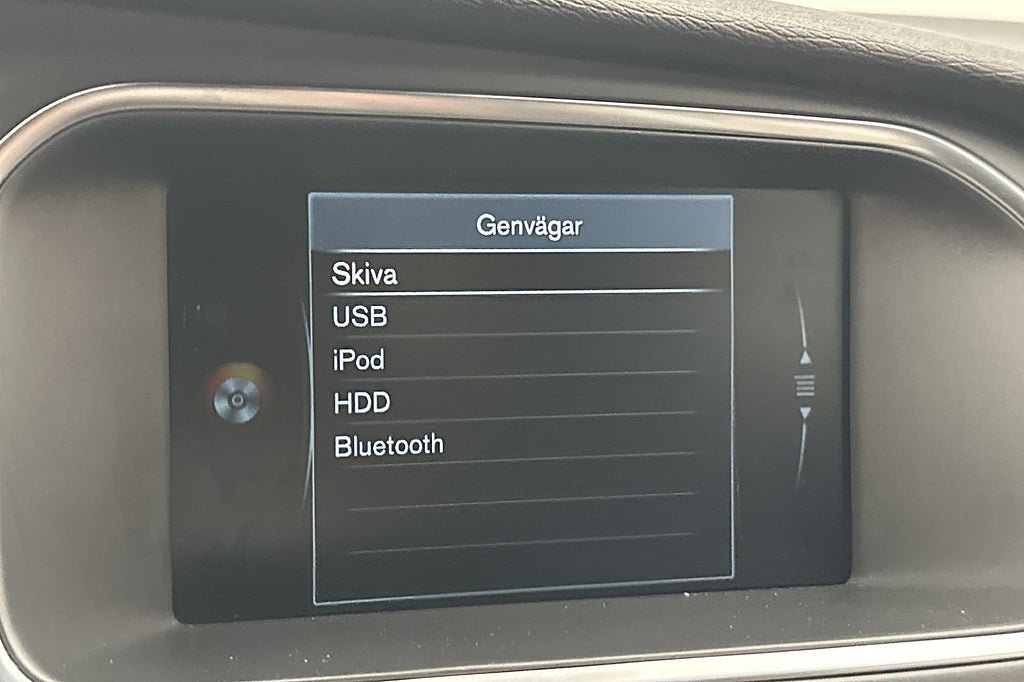 Genvägar
Skiva
USB
iPod
HDD
Bluetooth